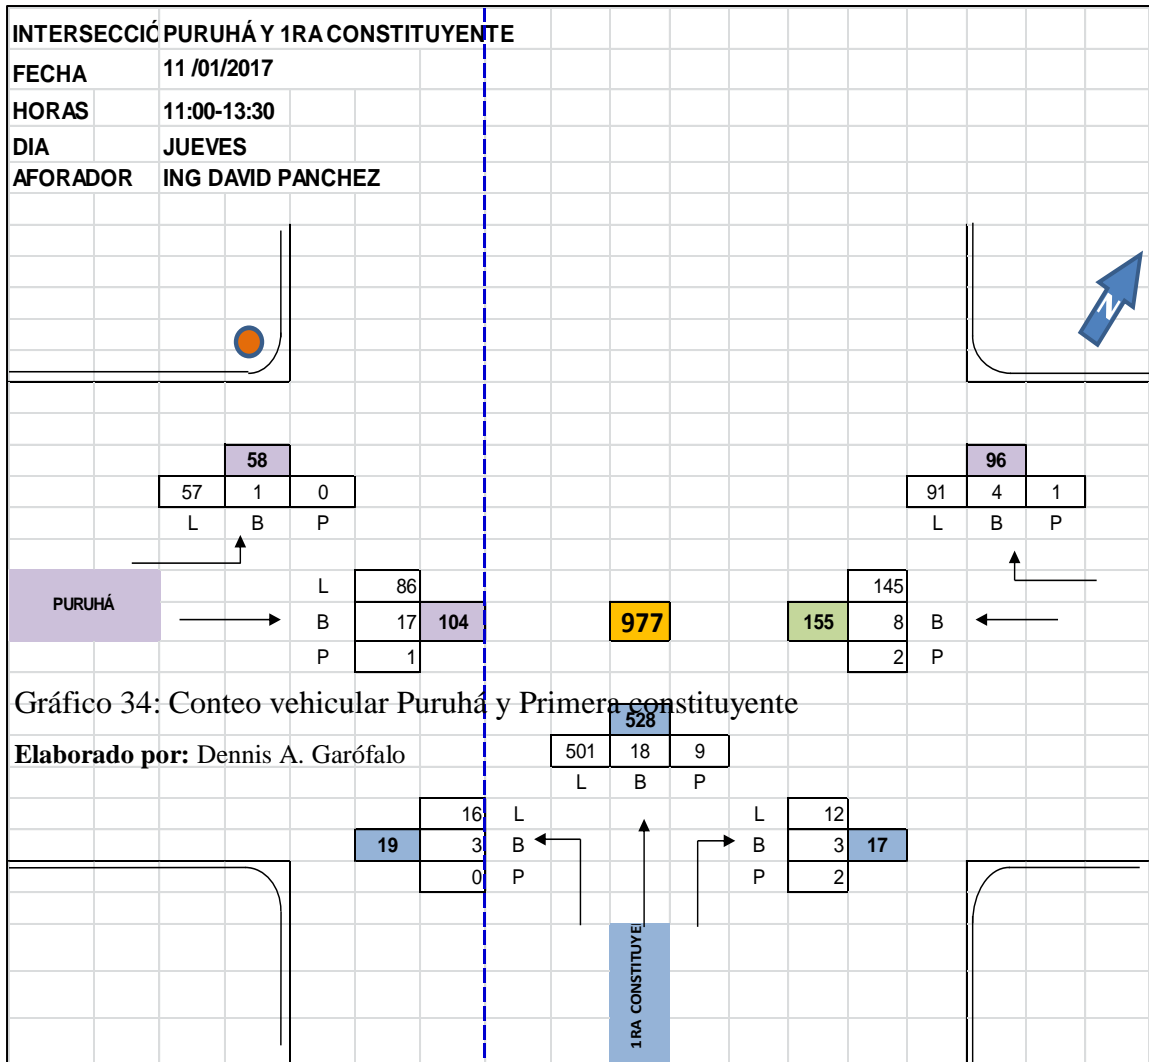 INTERSECCIÓ PURUHÁ Y 1RA CONSTITUYENTE
FECHA 11 /01/2017
HORAS 11:00-13:30
DIA JUEVES
AFORADOR ING DAVID PANCHEZ
N
58 96
57 1 0 91 4 1
L B P L B P
L 86 145
PURUHÁ B 17 104 977 155 8 B
P 1 2 P
Gráfico 34: Conteo vehicular Puruhá y Primera constituyente
528
Elaborado por: Dennis A. Garófalo 501 18 9
L B P
16 L L 12
19 3 B B 3 17
0 P P 2
1RA CONSTITUYE